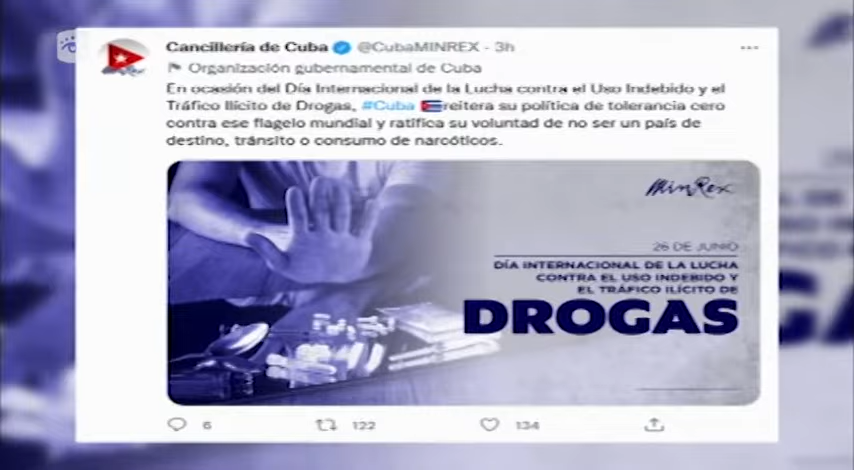 Cancillería de Cuba @CubaMINREX - 3h
Organización gubernamental de Cuba
En ocasión del Día Internacional de la Lucha contra el Uso Indebido y el
Tráfico Ilícito de Drogas, #Cuba reitera su política de tolerancia cero
contra ese flagelo mundial y ratifica su voluntad de no ser un país de
destino, tránsito o consumo de narcóticos.
MinRex
26 DE JUNIO
DÍA INTERNACIONAL DE LA LUCHA
CONTRA EL USO INDEBIDO Y
EL TRÁFICO ILÍCITO DE
DROGAS
6 122 134